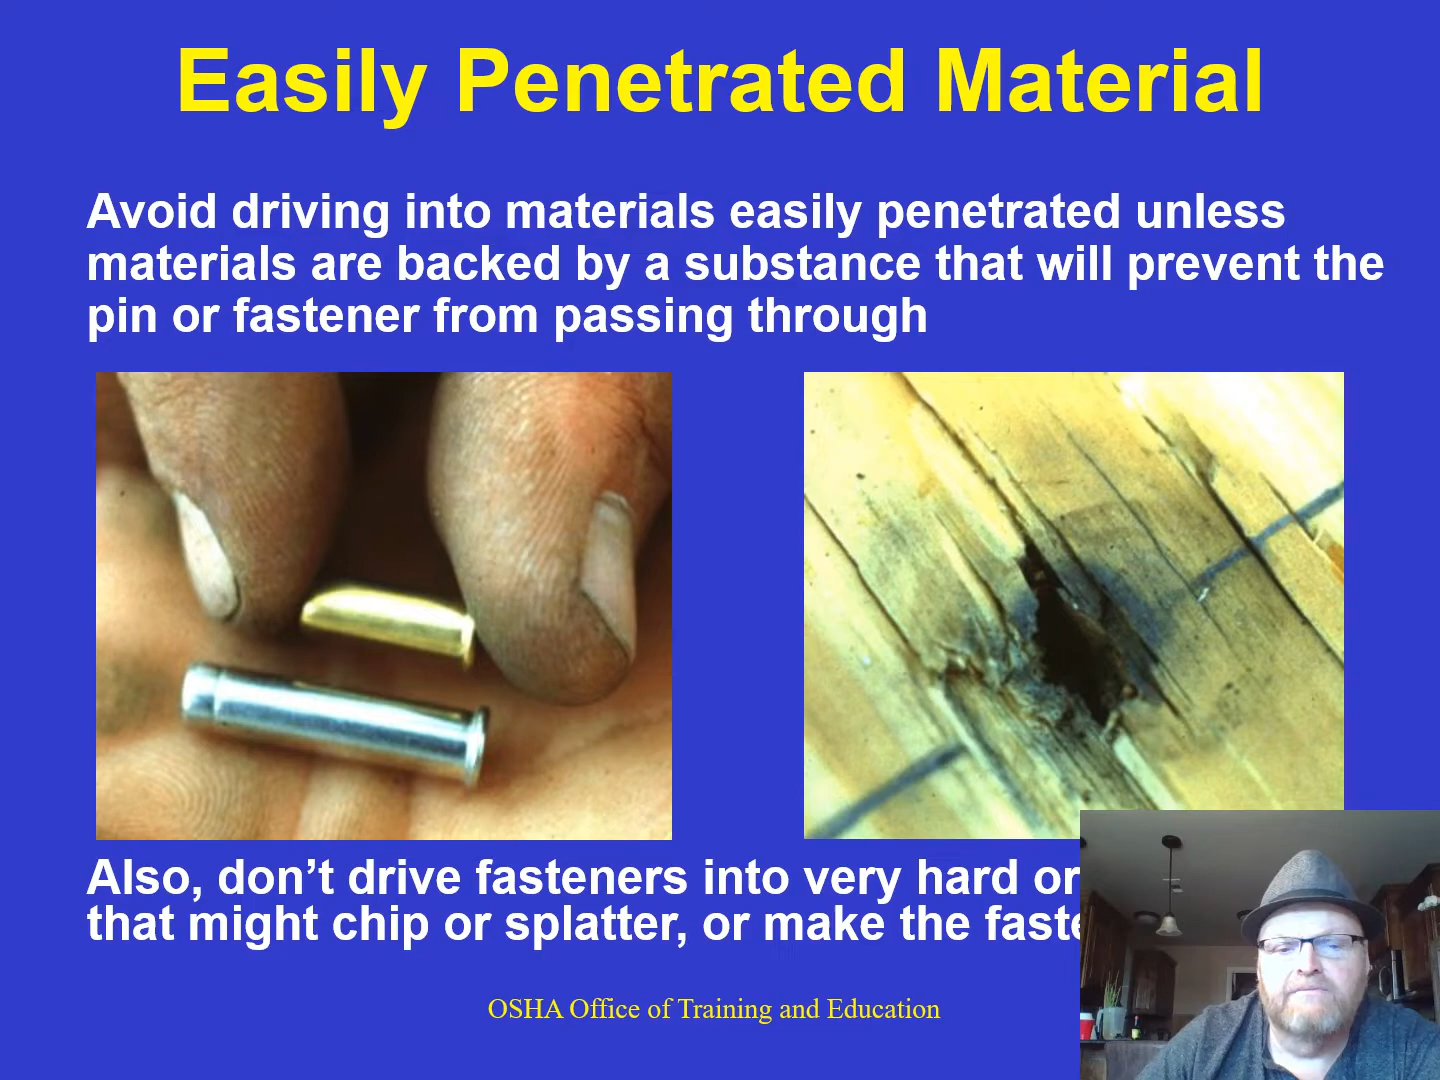 Easily Penetrated Material
Avoid driving into materials easily penetrated unless
materials are backed by a substance that will prevent the
pin or fastener from passing through
Also, don’t drive fasteners into very hard or
that might chip or splatter, or make the
OSHA Office of Training and Education